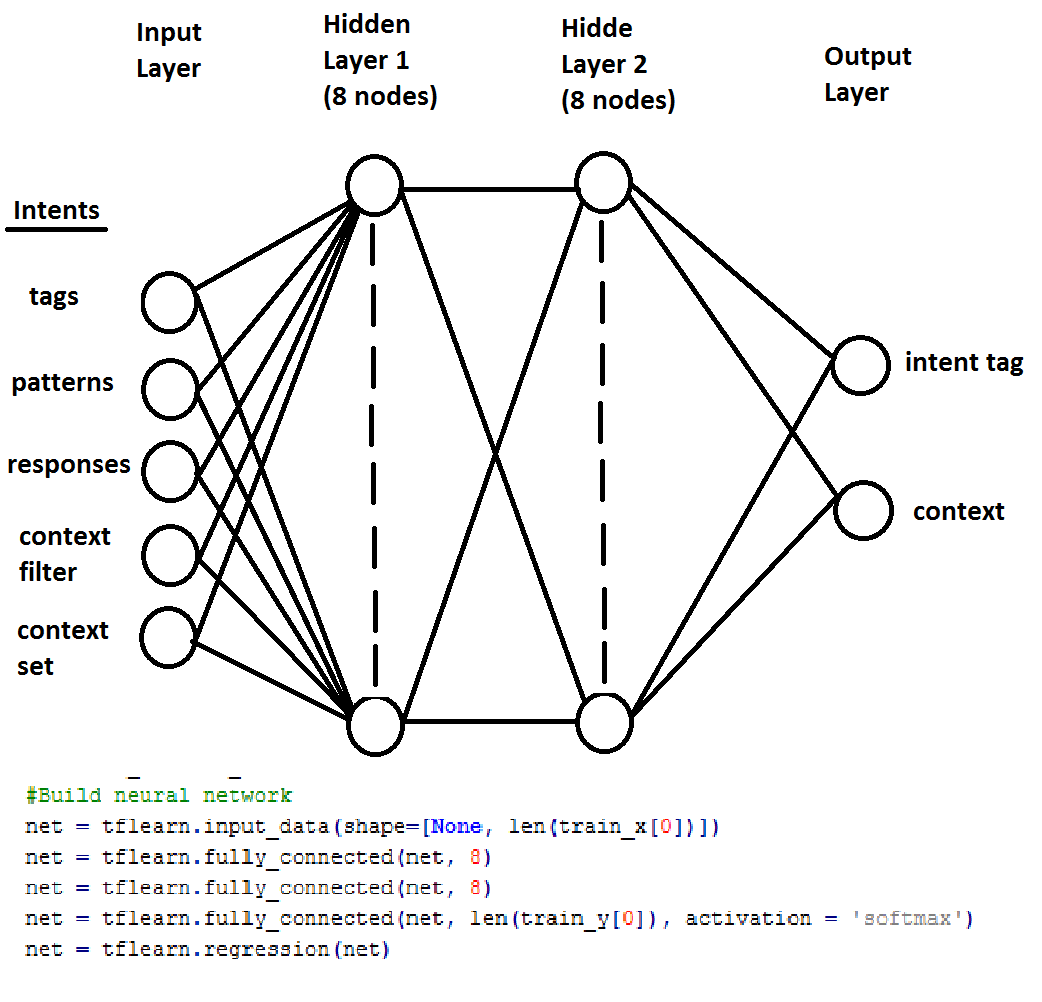 Input
Layer
Hidden
Layer 1
(8 nodes)
Hidde
Layer 2
(8 nodes)
Output
Layer
Intents
tags
patterns
responses
context
filter
context
set
intent tag
context
#Build neural network
net = tflearn.input_data(shape=[None, len(train_x[0])])
net = tflearn.fully_connected(net, 8)
net = tflearn.fully_connected(net, 8)
net = tflearn.fully_connected(net, len(train_y[0]), activation = 'softmax')
net = tflearn.regression(net)